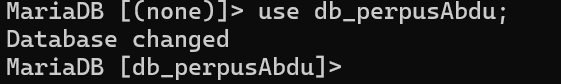 MariaDB [(none)]> use db_perpusAbdu;
Database changed
MariaDB [db_perpusAbdu]>